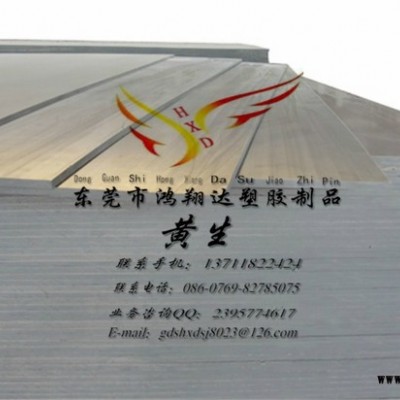 HXD
Dong Guan Shi Hong Xiang Da Su Jiao Zhi Pin
东莞市鸿翔达塑胶制品
黄生
联系手机：13711822424
联系电话：086-0769-82785075
业务咨询QQ：2395774617
E-mail：gdshxdsj8023@126.com
www.